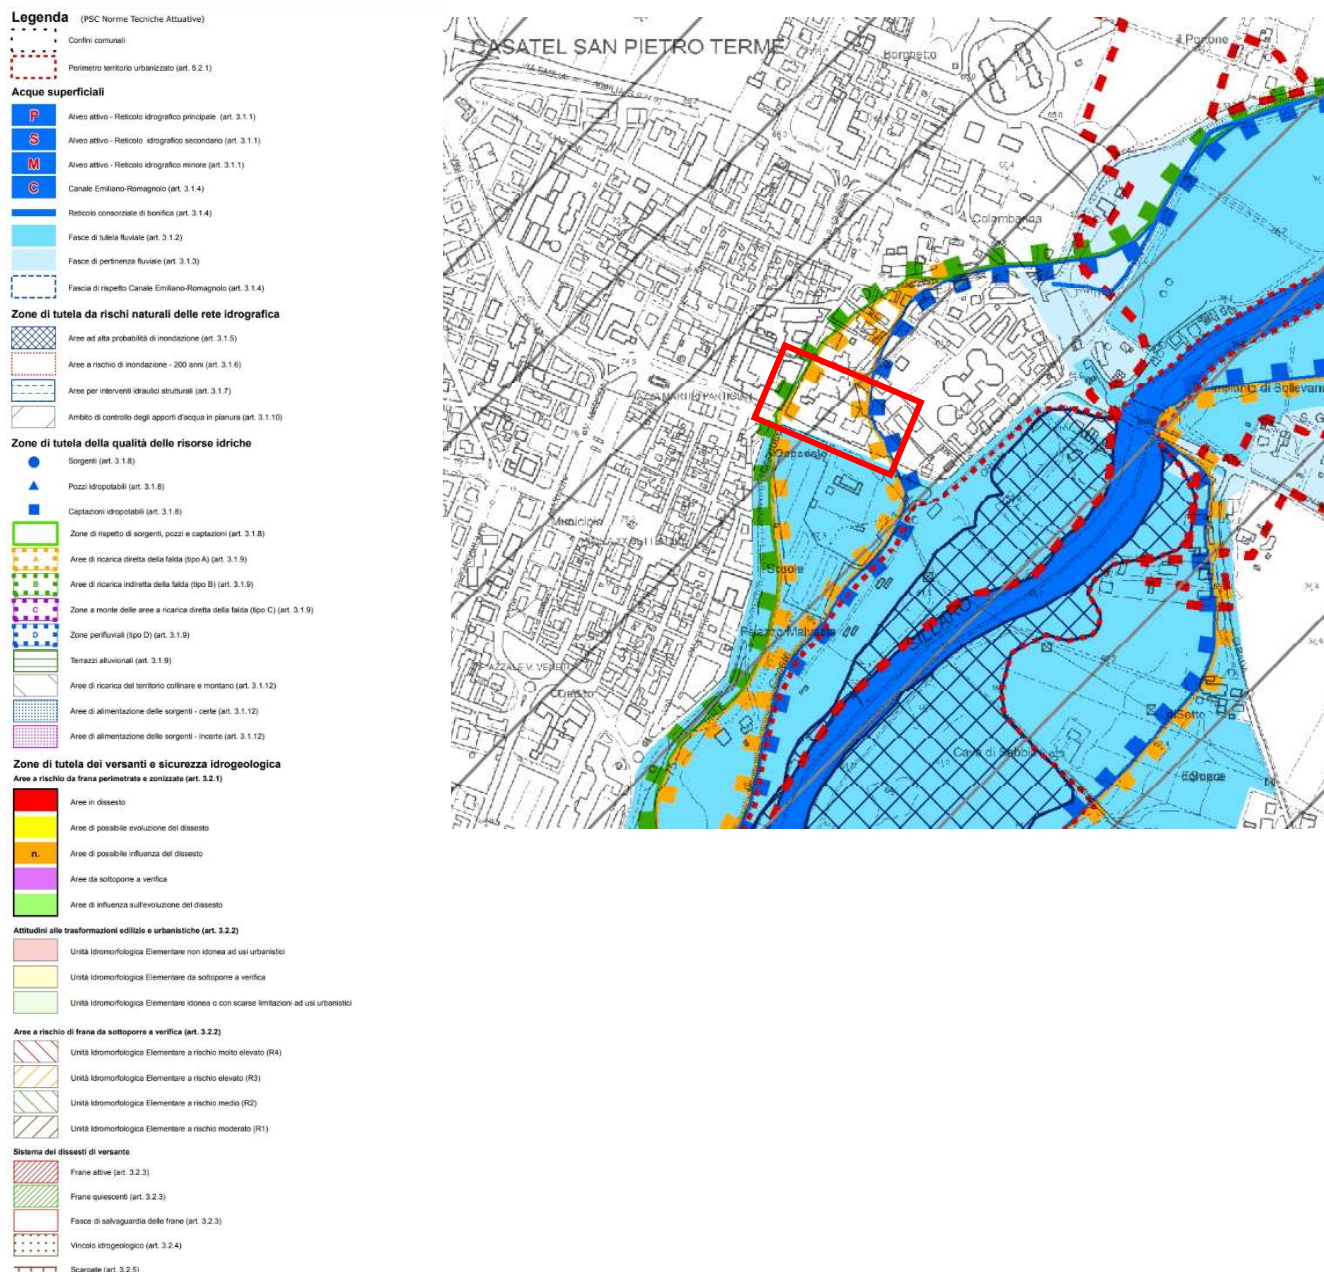 Legenda (PSC Norme Tecniche Attuative)
Confini comunali
Perimetro territorio urbanizzato (art. 5.2.1)
Acque superficiali
P Alveo attivo - Reticolo idrografico principale (art. 3.1.1)
S Alveo attivo - Reticolo idrografico secondario (art. 3.1.1)
M Alveo attivo - Reticolo idrografico minore (art. 3.1.1)
C Canale Emiliano-Romagnolo (art. 3.1.4)
Reticolo consorziale di bonifica (art. 3.1.4)
Fasce di tutela fluviale (art. 3.1.2)
Fasce di pertinenza fluviale (art. 3.1.3)
Fascia di rispetto Canale Emiliano-Romagnolo (art. 3.1.4)
Zone di tutela da rischi naturali delle rete idrografica
Aree ad alta probabilità di inondazione (art. 3.1.5)
Aree a rischio di inondazione - 200 anni (art. 3.1.6)
Aree per interventi idraulici strutturali (art. 3.1.7)
Ambito di controllo degli apporti d'acqua in pianura (art. 3.1.10)
Zone di tutela della qualità delle risorse idriche
Sorgenti (art. 3.1.8)
Pozzi idropotabili (art. 3.1.8)
Captazioni idropotabili (art. 3.1.8)
Zone di rispetto di sorgenti, pozzi e captazioni (art. 3.1.8)
A Aree di ricarica diretta della falda (tipo A) (art. 3.1.9)
B Aree di ricarica indiretta della falda (tipo B) (art. 3.1.9)
C Zone a monte delle aree a ricarica diretta della falda (tipo C) (art. 3.1.9)
D Zone perifluviali (tipo D) (art. 3.1.9)
Terrazzi alluvionali (art. 3.1.9)
Aree di ricarica del territorio collinare e montano (art. 3.1.12)
Aree di alimentazione delle sorgenti - certe (art. 3.1.12)
Aree di alimentazione delle sorgenti - incerte (art. 3.1.12)
Zone di tutela dei versanti e sicurezza idrogeologica
Aree a rischio da frana perimetrate e zonizzate (art. 3.2.1)
Aree in dissesto
Aree di possibile evoluzione del dissesto
n. Aree di possibile influenza del dissesto
Aree da sottoporre a verifica
Aree di influenza sull'evoluzione del dissesto
Attitudini alle trasformazioni edilizie e urbanistiche (art. 3.2.2)
Unità Idromorfologica Elementare non idonea ad usi urbanistici
Unità Idromorfologica Elementare da sottoporre a verifica
Unità Idromorfologica Elementare idonea o con scarse limitazioni ad usi urbanistici
Aree a rischio di frana da sottoporre a verifica (art. 3.2.2)
Unità Idromorfologica Elementare a rischio molto elevato (R4)
Unità Idromorfologica Elementare a rischio elevato (R3)
Unità Idromorfologica Elementare a rischio medio (R2)
Unità Idromorfologica Elementare a rischio moderato (R1)
Sistema dei dissesti di versante
Frane attive (art. 3.2.3)
Frane quiescenti (art. 3.2.3)
Fasce di salvaguardia delle frane (art. 3.2.3)
Vincolo idrogeologico (art. 3.2.4)
Scarpate (art. 3.2.5)
CASATEL SAN PIETRO TERME
Borghetto
Il Portone
VIA EMILIA
Colombarina
Impianto di Sollevam
Ospedale
Municipio
Scuole
Palazzo Malvezzi
SILLARO
PIAZZALE V. VENETO
Cava di Sabbia
di Sotto